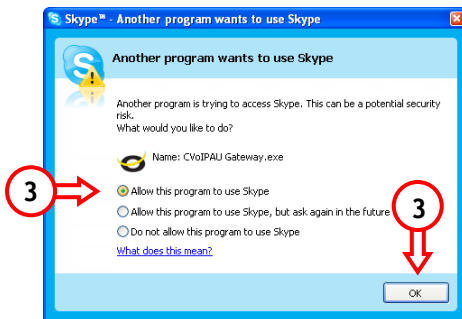 Skype™ - Another program wants to use Skype
Another program wants to use Skype
Another program is trying to access Skype. This can be a potential security
risk.
What would you like to do?
Name: CVoIPAU Gateway.exe
3
Allow this program to use Skype
Allow this program to use Skype, but ask again in the future
3
Do not allow this program to use Skype
What does this mean?
OK